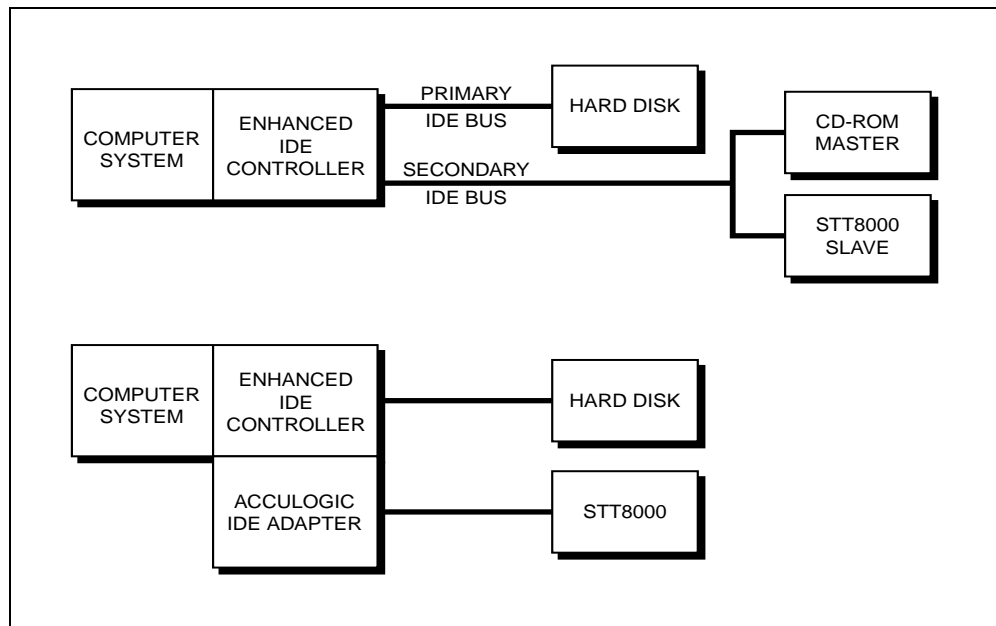 COMPUTER
SYSTEM
ENHANCED
IDE
CONTROLLER
PRIMARY
IDE BUS
SECONDARY
IDE BUS
HARD DISK
CD-ROM
MASTER
STT8000
SLAVE
COMPUTER
SYSTEM
ENHANCED
IDE
CONTROLLER
HARD DISK
ACCULOGIC
IDE ADAPTER
STT8000